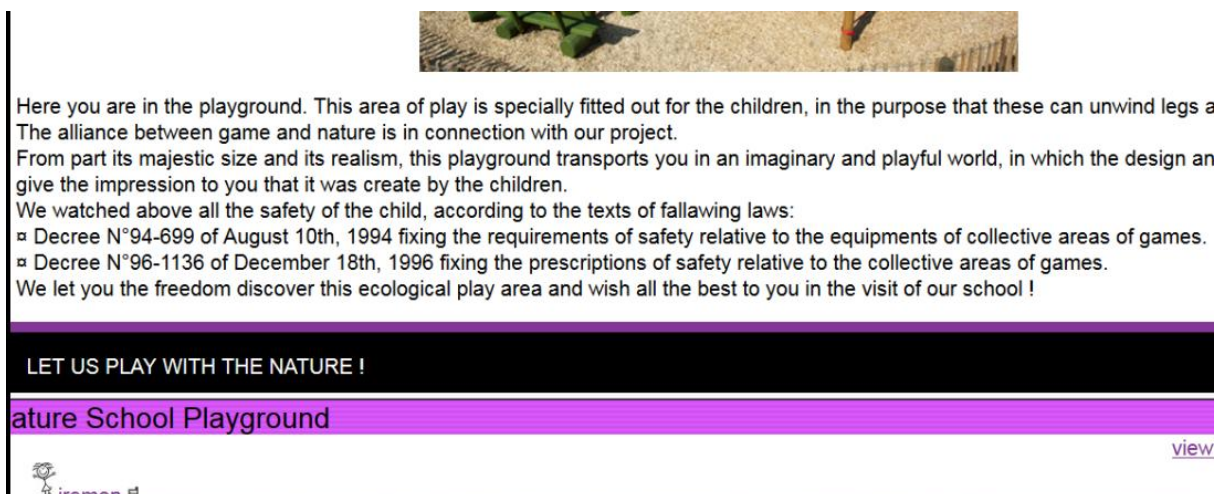 Here you are in the playground. This area of play is specially fitted out for the children, in the purpose that these can unwind legs a
The alliance between game and nature is in connection with our project.
From part its majestic size and its realism, this playground transports you in an imaginary and playful world, in which the design an
give the impression to you that it was create by the children.
We watched above all the safety of the child, according to the texts of fallawing laws:
¤ Decree N°94-699 of August 10th, 1994 fixing the requirements of safety relative to the equipments of collective areas of games.
¤ Decree N°96-1136 of December 18th, 1996 fixing the prescriptions of safety relative to the collective areas of games.
We let you the freedom discover this ecological play area and wish all the best to you in the visit of our school !
LET US PLAY WITH THE NATURE !
ature School Playground
view